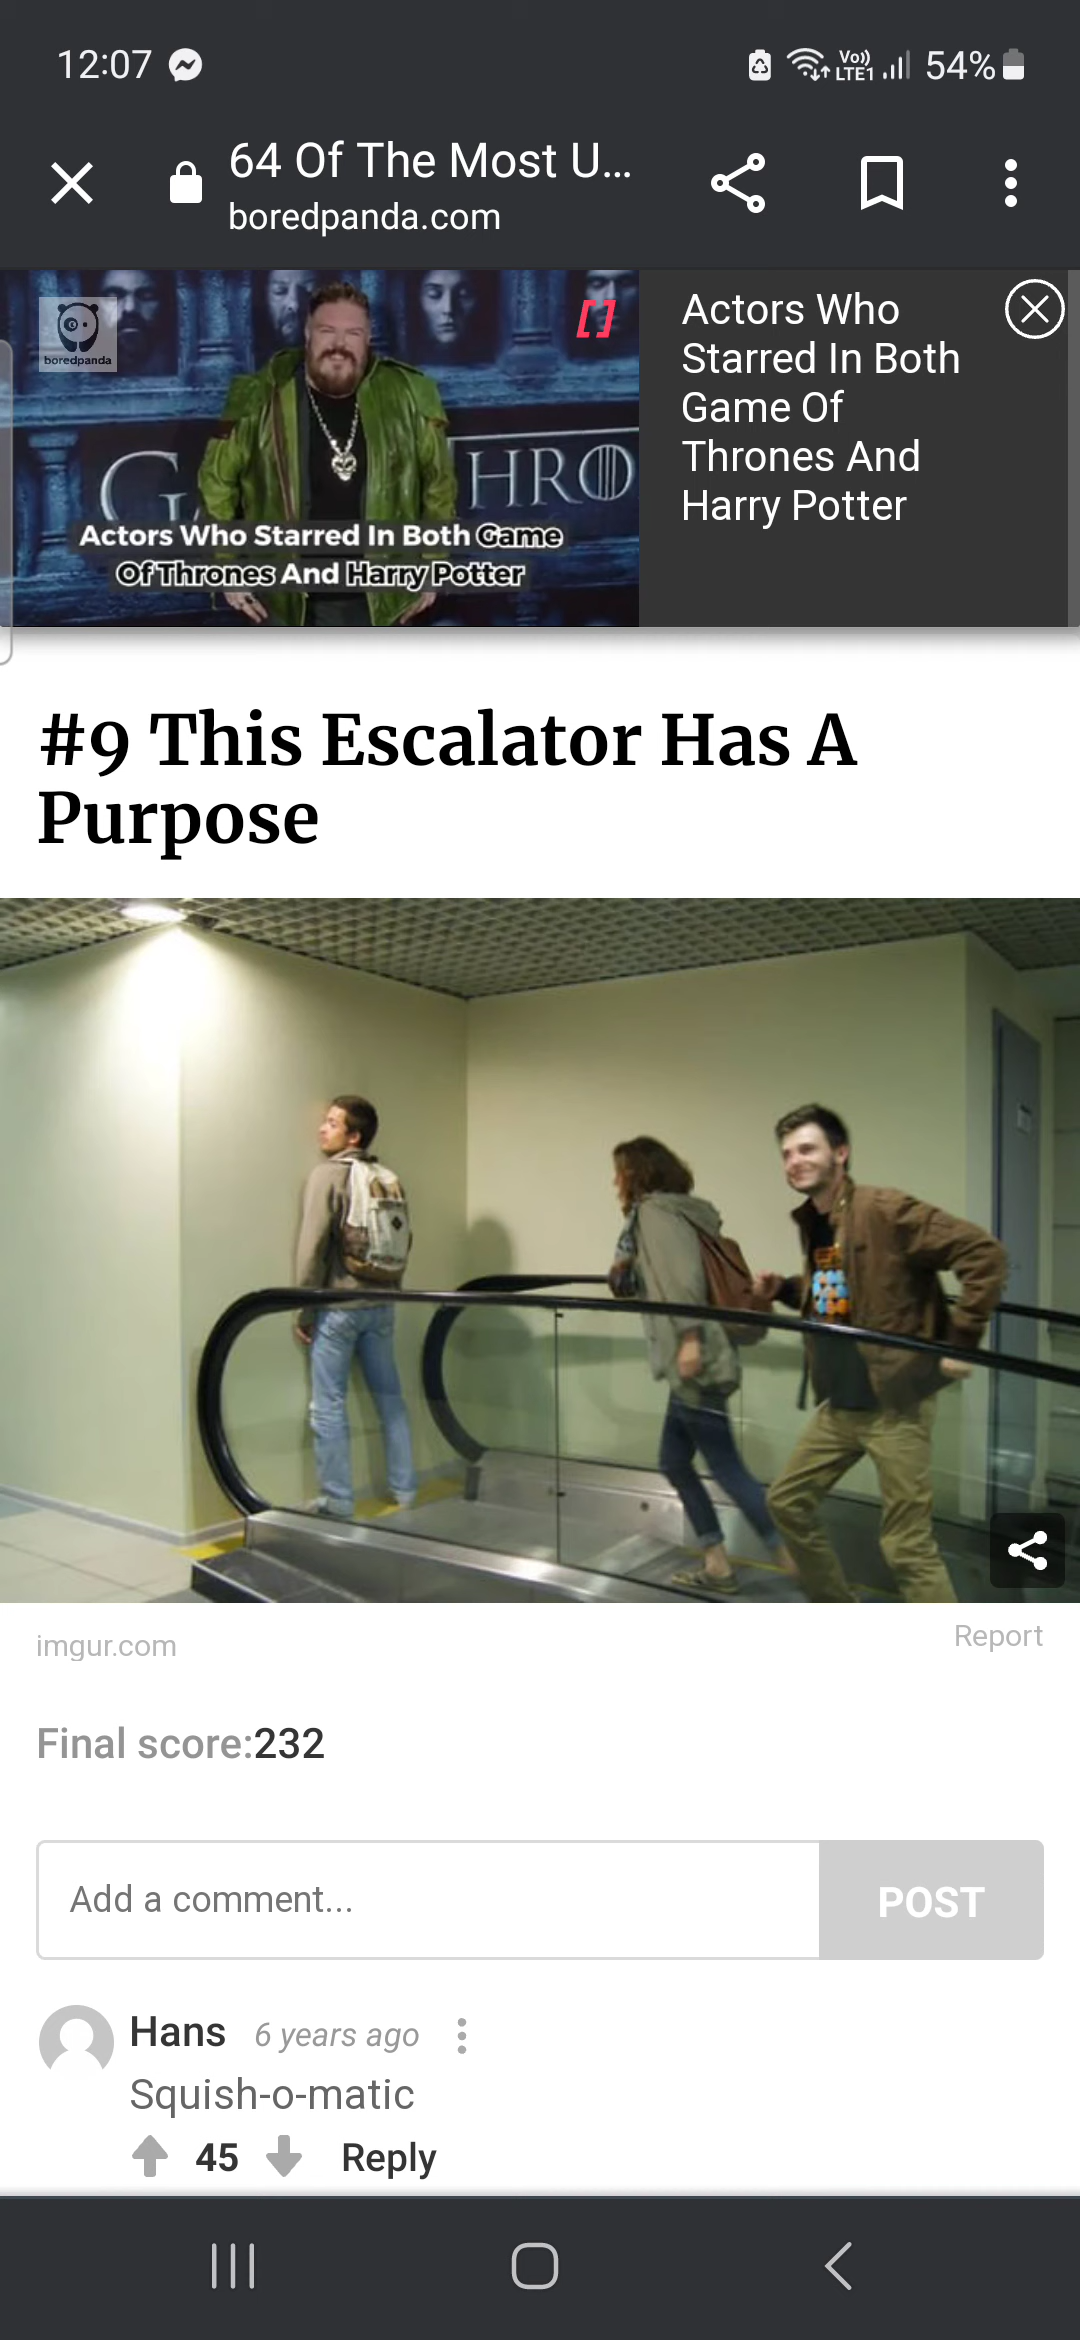 12:07
Vo))
LTE1
54%
64 Of The Most U...
boredpanda.com
boredpanda
[ ]
G
HRO
Actors Who Starred In Both Game
Of Thrones And Harry Potter
Actors Who
Starred In Both
Game Of
Thrones And
Harry Potter
#9 This Escalator Has A
Purpose
imgur.com
Report
Final score:232
Add a comment...
POST
Hans 6 years ago
Squish-o-matic
45 Reply